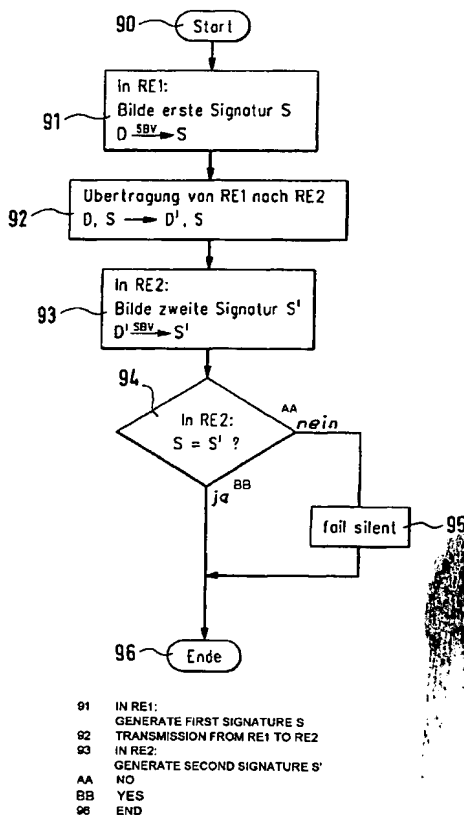 90
Start
91
In RE1:
Bilde erste Signatur S
D SBV→ S
92
Übertragung von RE1 nach RE2
D, S → D', S
93
In RE2:
Bilde zweite Signatur S'
D' SBV→ S'
94
In RE2:
S = S' ?
AA
nein
BB
ja
fail silent
95
96
Ende
91 IN RE1:
GENERATE FIRST SIGNATURE S
92 TRANSMISSION FROM RE1 TO RE2
93 IN RE2:
GENERATE SECOND SIGNATURE S'
AA NO
BB YES
96 END